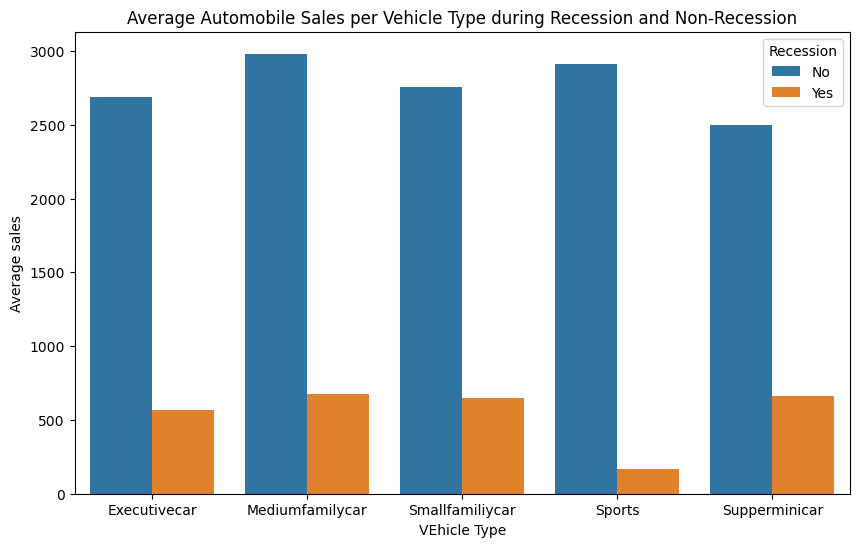 Average Automobile Sales per Vehicle Type during Recession and Non-Recession
Recession
No
Yes
3000
2500
2000
1500
1000
500
0
Average sales
Executivecar
Mediumfamilycar
Smallfamiliycar
Sports
Supperminicar
VEhicle Type